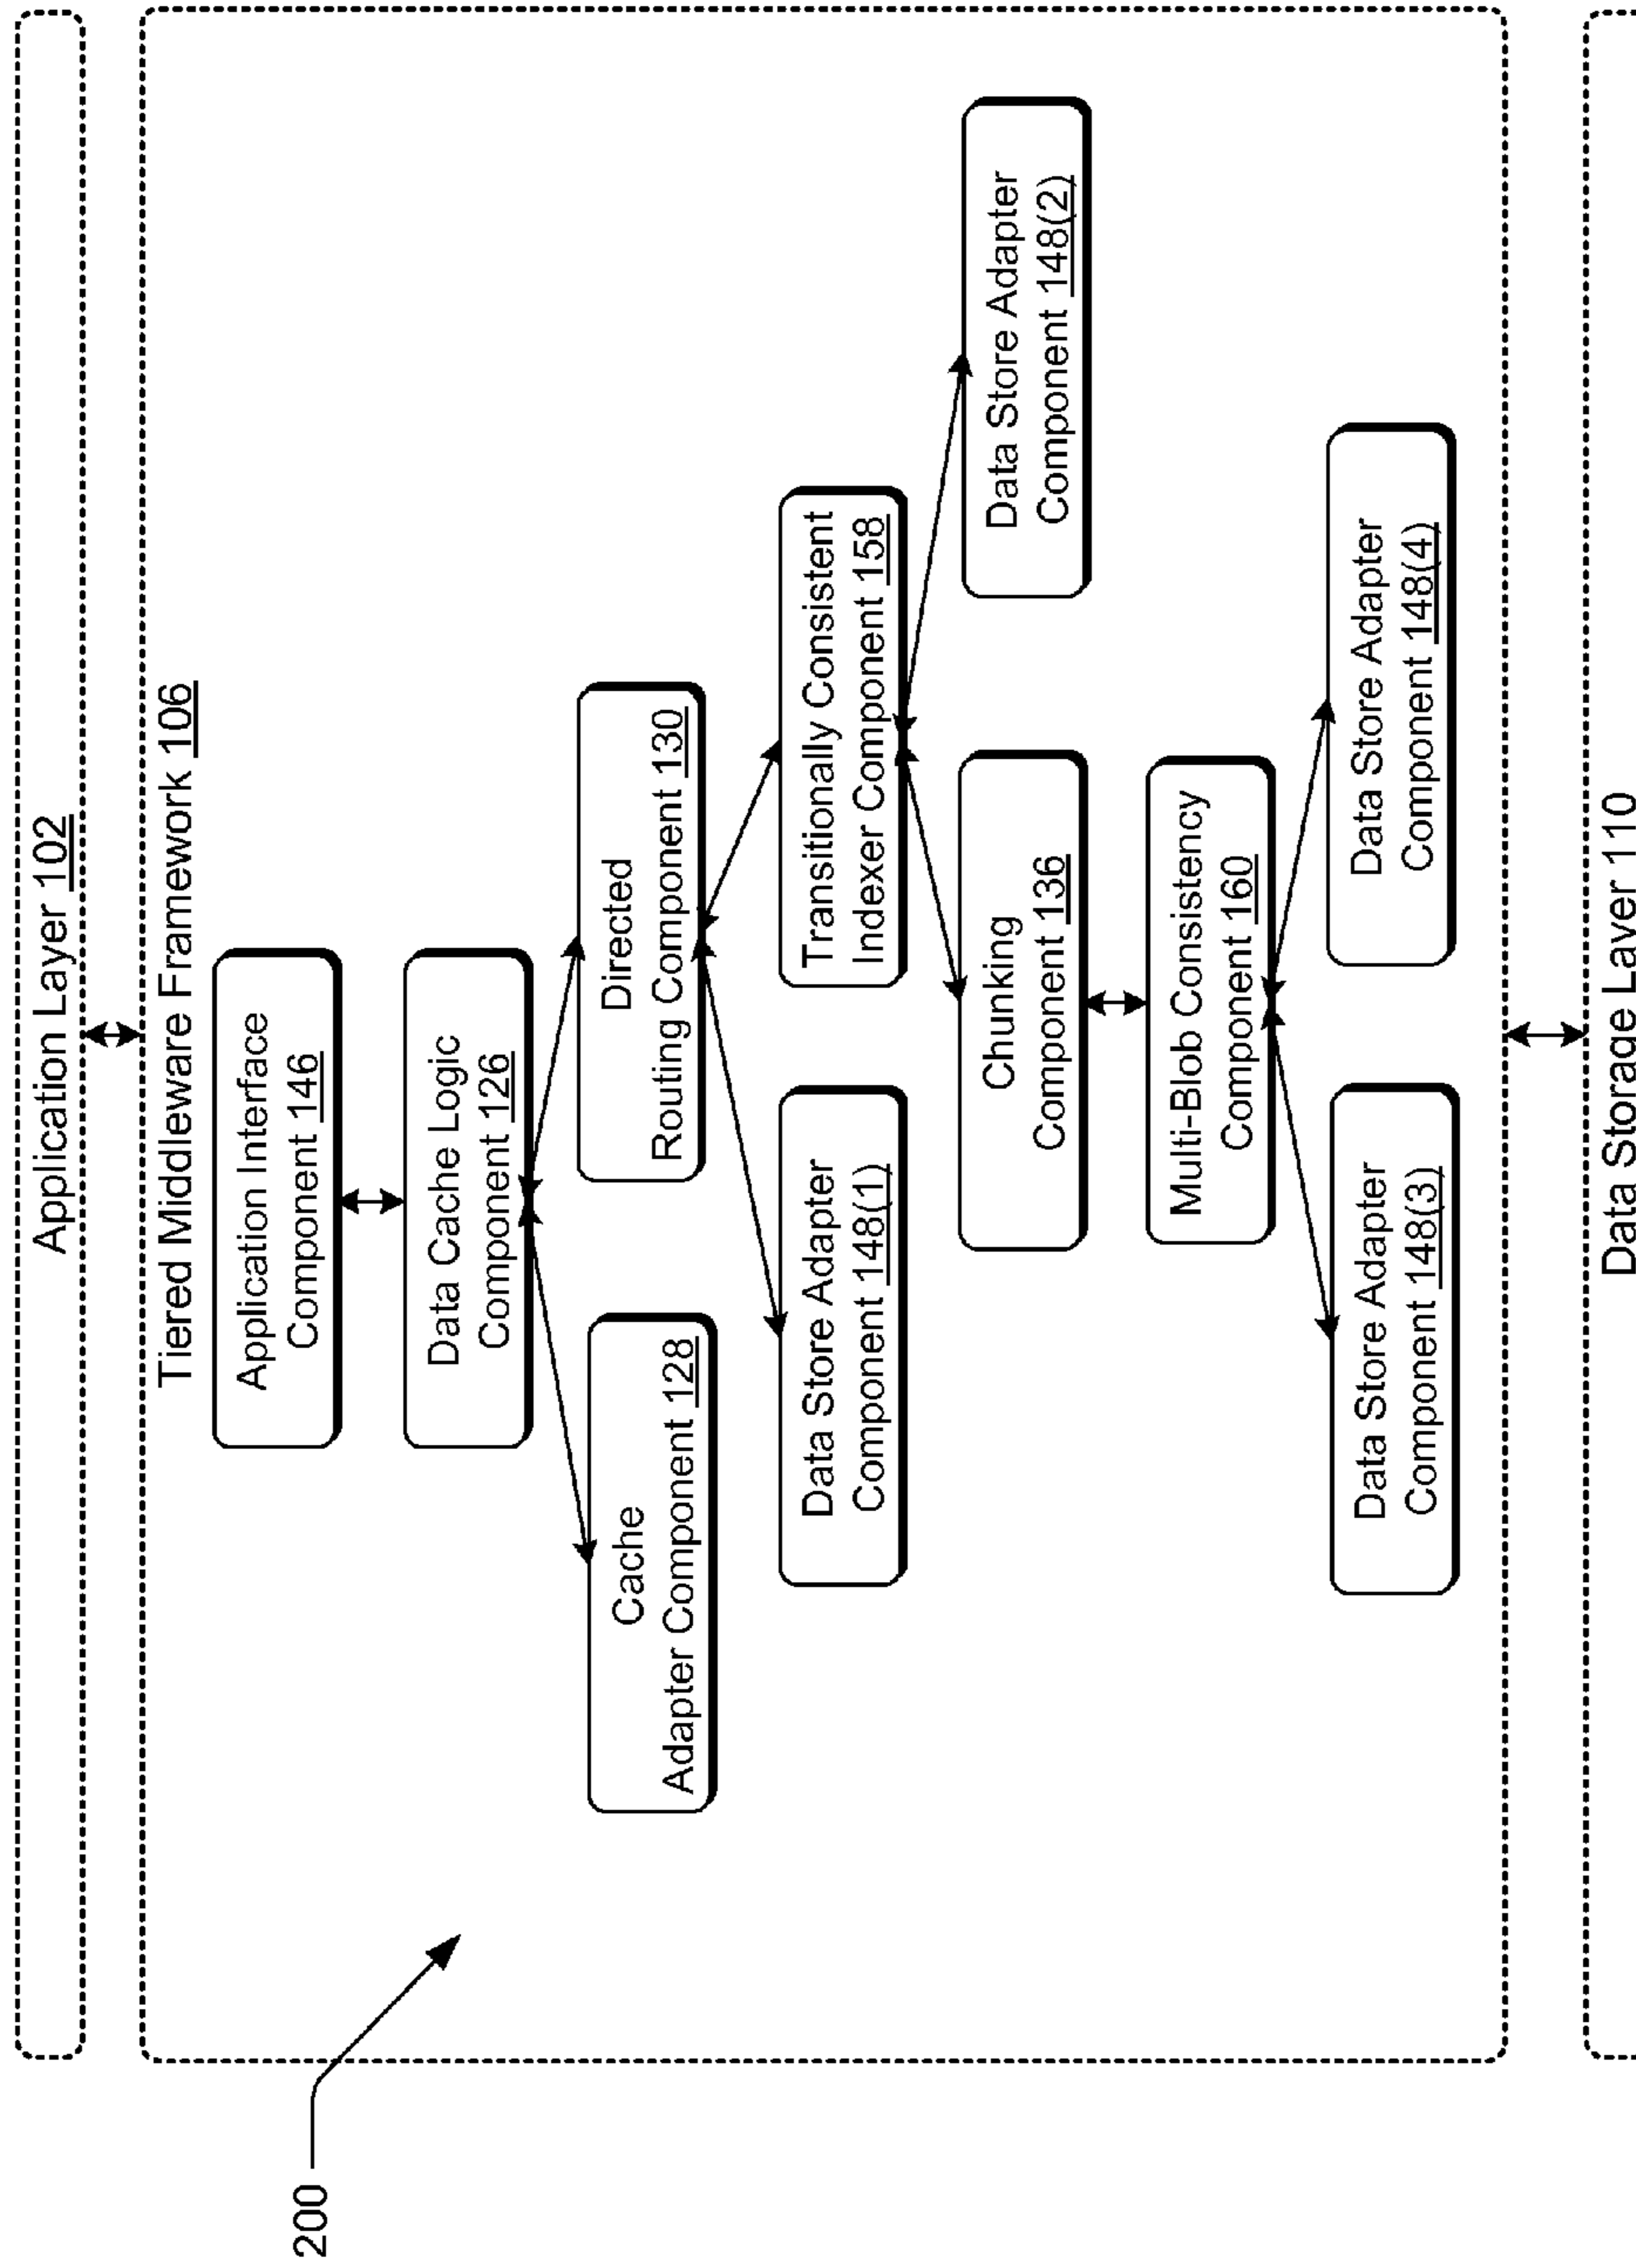 200
Application Layer 102
Tiered Middleware Framework 106
Application Interface
Component 146
Data Cache Logic
Component 126
Cache
Adapter Component 128
Directed
Routing Component 130
Data Store Adapter
Component 148(1)
Transitionally Consistent
Indexer Component 158
Chunking
Component 136
Data Store Adapter
Component 148(2)
Multi-Blob Consistency
Component 160
Data Store Adapter
Component 148(3)
Data Store Adapter
Component 148(4)
Data Storage Layer 110